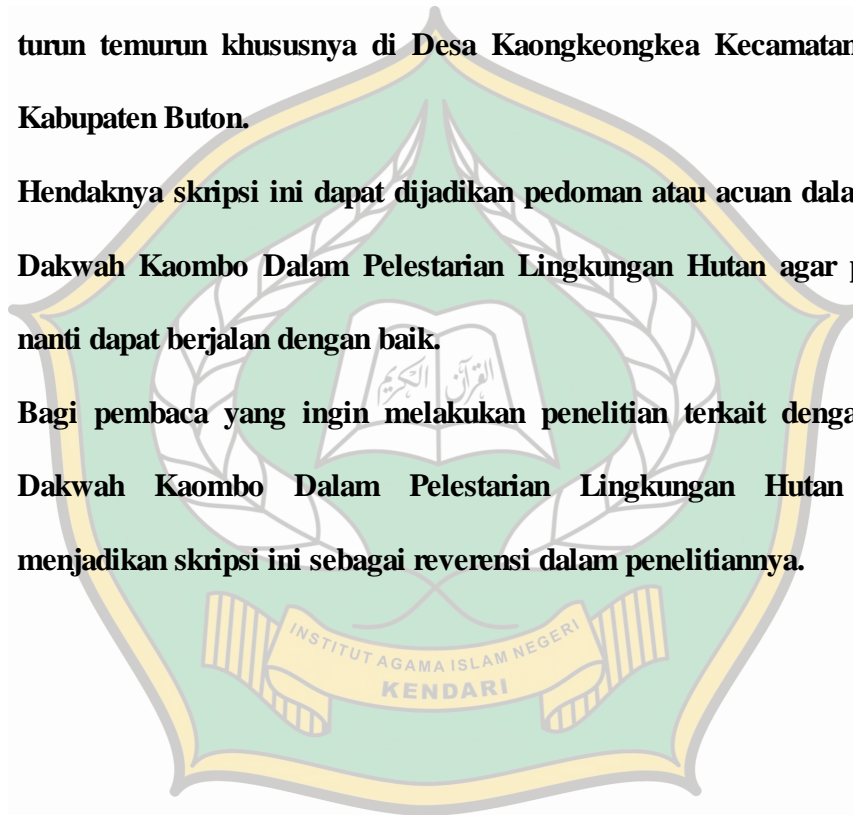 turun temurun khususnya di Desa Kaongkeongkea Kecamatan
Kabupaten Buton.
Hendaknya skripsi ini dapat dijadikan pedoman atau acuan
Dakwah Kaombo Dalam Pelestarian Lingkungan Hutan agar
nanti dapat berjalan dengan baik.
القرآن الكريم
Bagi pembaca yang ingin melakukan penelitian terkait
Dakwah Kaombo Dalam Pelestarian Lingkungan Hutan
menjadikan skripsi ini sebagai reverensi dalam penelitiannya.
INSTITUT AGAMA ISLAM NEGERI
KENDARI